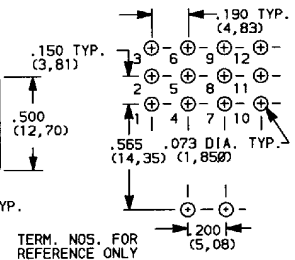 .190 TYP.
(4,83)
.150 TYP.
(3,81)
3 6 9 12
2 5 8 11
1 4 7 10
.500
(12,70)
.565
(14,35)
.073 DIA. TYP.
(1,850)
YP.
.200
(5,08)
TERM. NOS. FOR
REFERENCE ONLY